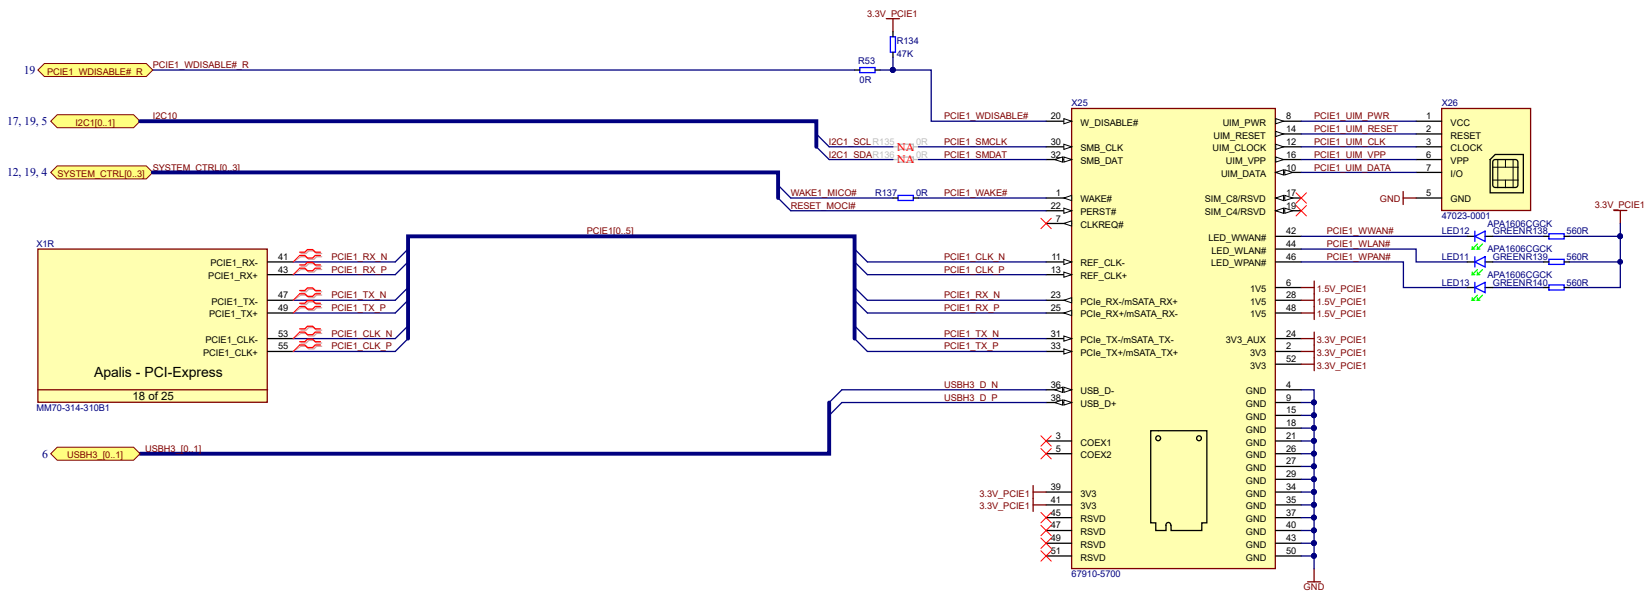 3.3V_PCIE1
R134
47K
R53
0R
19 PCIE1_WDISABLE#_R PCIE1_WDISABLE#_R
17, 19, 5 I2C1[0..1] I2C10
12, 19, 4 SYSTEM_CTRL[0..3] SYSTEM_CTRL[0..3]
I2C1_SCL R135 NA 0R PCIE1_SMCLK
I2C1_SDA R136 NA 0R PCIE1_SMDAT
WAKE1_MICO# R137 0R PCIE1_WAKE#
RESET_MOCI#
PCIE1_WDISABLE#
PCIE1[0..5]
X1R
PCIE1_RX- 41 PCIE1_RX_N
PCIE1_RX+ 43 PCIE1_RX_P
PCIE1_TX- 47 PCIE1_TX_N
PCIE1_TX+ 49 PCIE1_TX_P
PCIE1_CLK- 53 PCIE1_CLK_N
PCIE1_CLK+ 55 PCIE1_CLK_P
Apalis - PCI-Express
18 of 25
MM70-314-310B1
6 USBH3_[0..1] USBH3_[0..1]
X25
20 W_DISABLE#
30 SMB_CLK
32 SMB_DAT
1 WAKE#
22 PERST#
7 CLKREQ#
PCIE1_CLK_N 11 REF_CLK-
PCIE1_CLK_P 13 REF_CLK+
PCIE1_RX_N 23 PCIe_RX-/mSATA_RX+
PCIE1_RX_P 25 PCIe_RX+/mSATA_RX-
PCIE1_TX_N 31 PCIe_TX-/mSATA_TX-
PCIE1_TX_P 33 PCIe_TX+/mSATA_TX+
USBH3_D_N 36 USB_D-
USBH3_D_P 38 USB_D+
3 COEX1
5 COEX2
3.3V_PCIE1 39 3V3
3.3V_PCIE1 41 3V3
45 RSVD
47 RSVD
49 RSVD
51 RSVD
67910-5700
UIM_PWR 8 PCIE1_UIM_PWR
UIM_RESET 14 PCIE1_UIM_RESET
UIM_CLOCK 12 PCIE1_UIM_CLK
UIM_VPP 16 PCIE1_UIM_VPP
UIM_DATA 10 PCIE1_UIM_DATA
SIM_C8/RSVD 17
SIM_C4/RSVD 19
LED_WWAN# 42 PCIE1_WWAN#
LED_WLAN# 44 PCIE1_WLAN#
LED_WPAN# 46 PCIE1_WPAN#
1V5 6 1.5V_PCIE1
1V5 28 1.5V_PCIE1
1V5 48 1.5V_PCIE1
3V3_AUX 24 3.3V_PCIE1
3V3 2 3.3V_PCIE1
3V3 52 3.3V_PCIE1
GND 4
GND 9
GND 15
GND 18
GND 21
GND 26
GND 27
GND 29
GND 34
GND 35
GND 37
GND 40
GND 43
GND 50
GND
X26
1 VCC
2 RESET
3 CLOCK
6 VPP
7 I/O
GND 5 GND
47023-0001
3.3V_PCIE1
APA1606CGCK
LED12 GREEN R138 560R
APA1606CGCK
LED11 GREEN R139 560R
APA1606CGCK
LED13 GREEN R140 560R